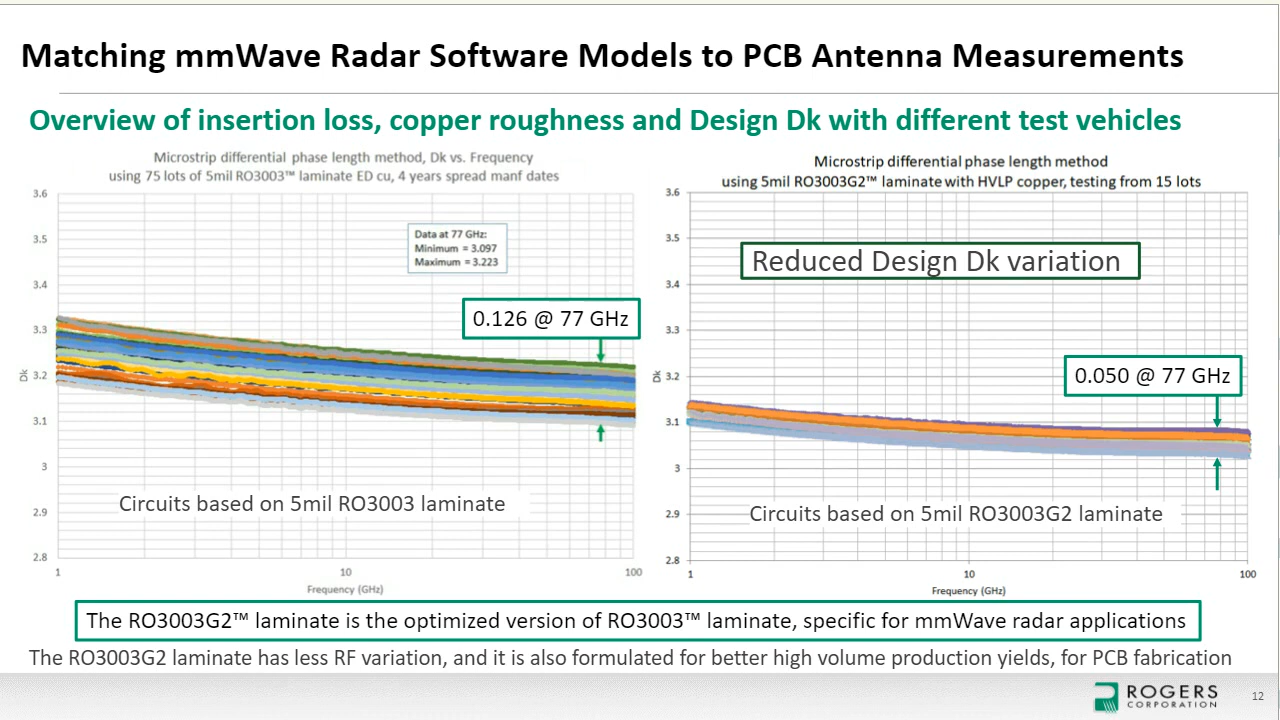 Matching mmWave Radar Software Models to PCB Antenna Measurements
Overview of insertion loss, copper roughness and Design Dk with different test vehicles
Microstrip differential phase length method, Dk vs. Frequency
using 75 lots of 5mil RO3003™ laminate ED cu, 4 years spread manf dates
3.6
3.5
3.4
3.3
3.2
3.1
3
2.9
2.8
Dk
Data at 77 GHz:
Minimum = 3.097
Maximum = 3.223
0.126 @ 77 GHz
Circuits based on 5mil RO3003 laminate
1
10
100
Frequency (GHz)
Microstrip differential phase length method
using 5mil RO3003G2™ laminate with HVLP copper, testing from 15 lots
3.6
3.5
3.4
3.3
3.2
3.1
3
2.9
2.8
Dk
Reduced Design Dk variation
0.050 @ 77 GHz
Circuits based on 5mil RO3003G2 laminate
1
10
100
Frequency (GHz)
The RO3003G2™ laminate is the optimized version of RO3003™ laminate, specific for mmWave radar applications
The RO3003G2 laminate has less RF variation, and it is also formulated for better high volume production yields, for PCB fabrication
ROGERS
CORPORATION
12